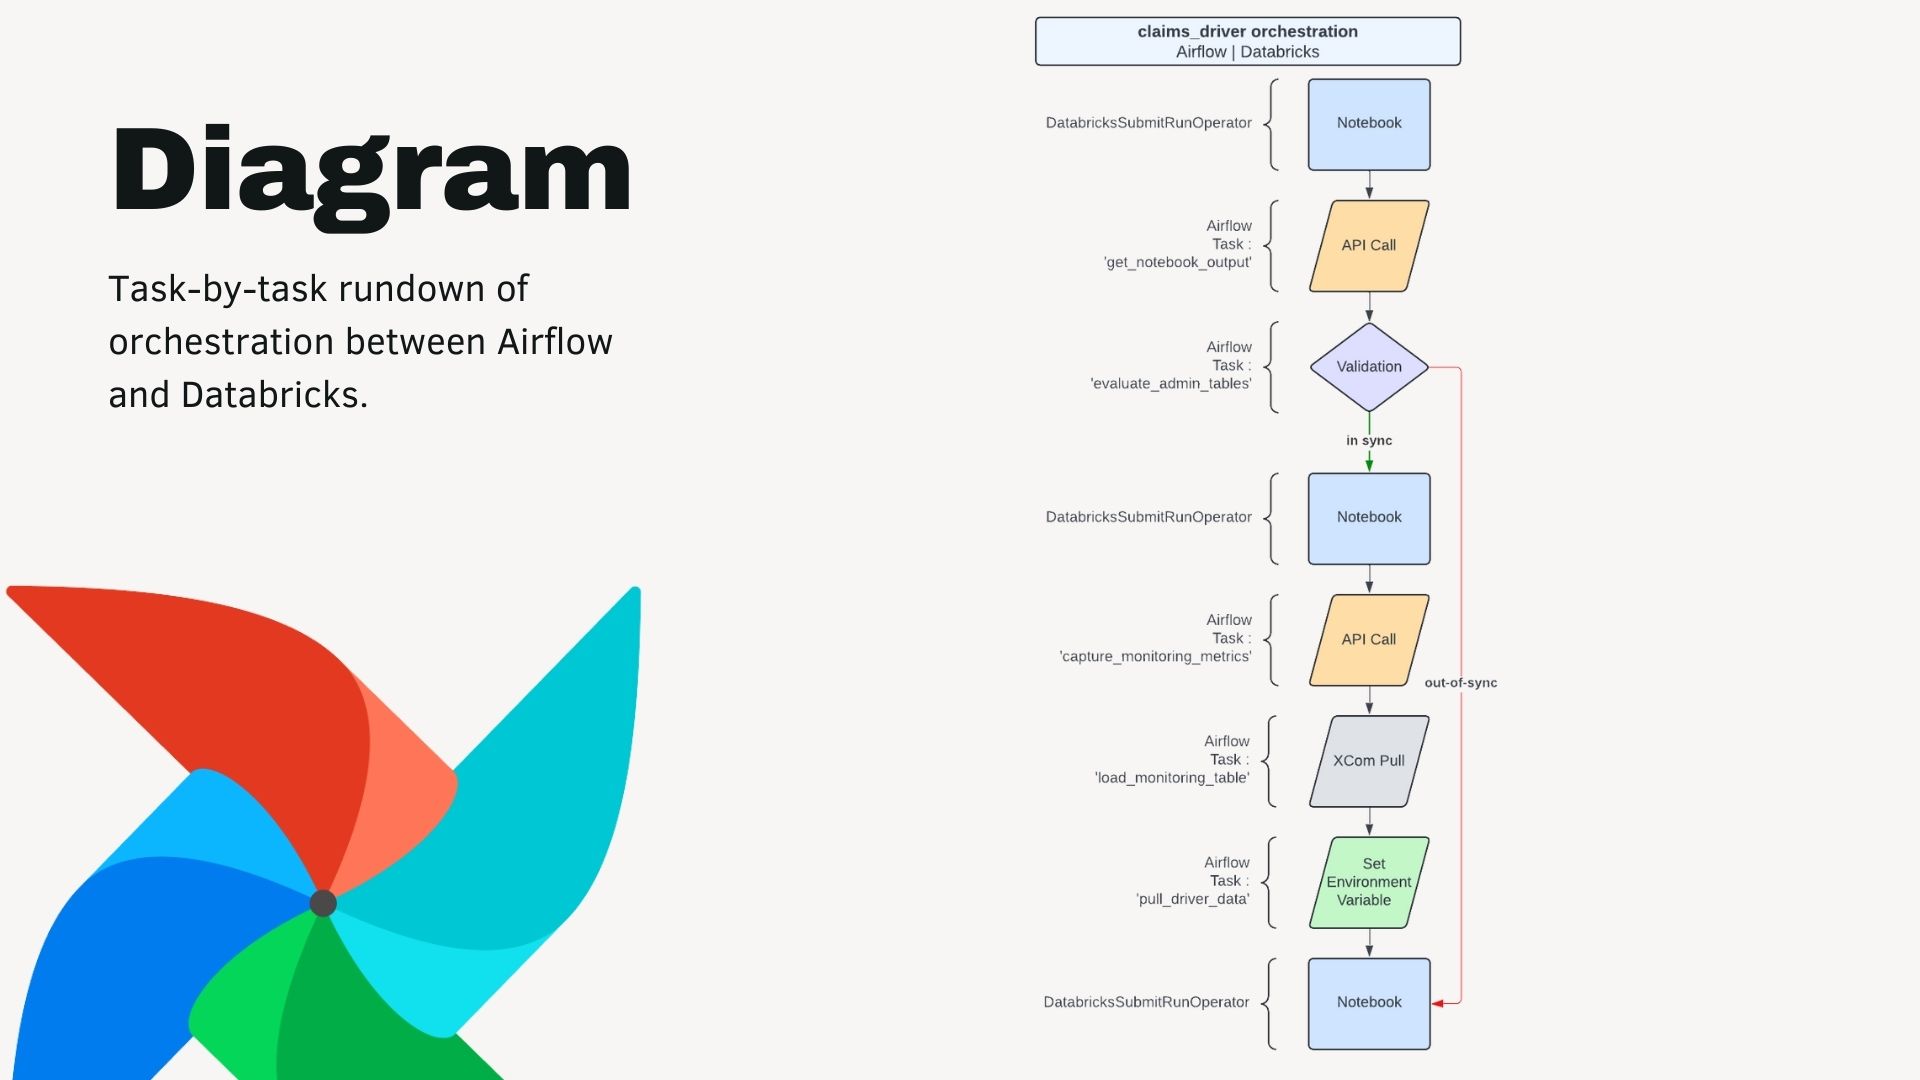 Diagram
Task-by-task rundown of
orchestration between Airflow
and Databricks.
claims_driver orchestration
Airflow | Databricks
DatabricksSubmitRunOperator
Notebook
Airflow
Task :
'get_notebook_output'
API Call
Airflow
Task :
'evaluate_admin_tables'
Validation
in sync
DatabricksSubmitRunOperator
Notebook
Airflow
Task :
'capture_monitoring_metrics'
API Call
out-of-sync
Airflow
Task :
'load_monitoring_table'
XCom Pull
Airflow
Task :
'pull_driver_data'
Set
Environment
Variable
DatabricksSubmitRunOperator
Notebook